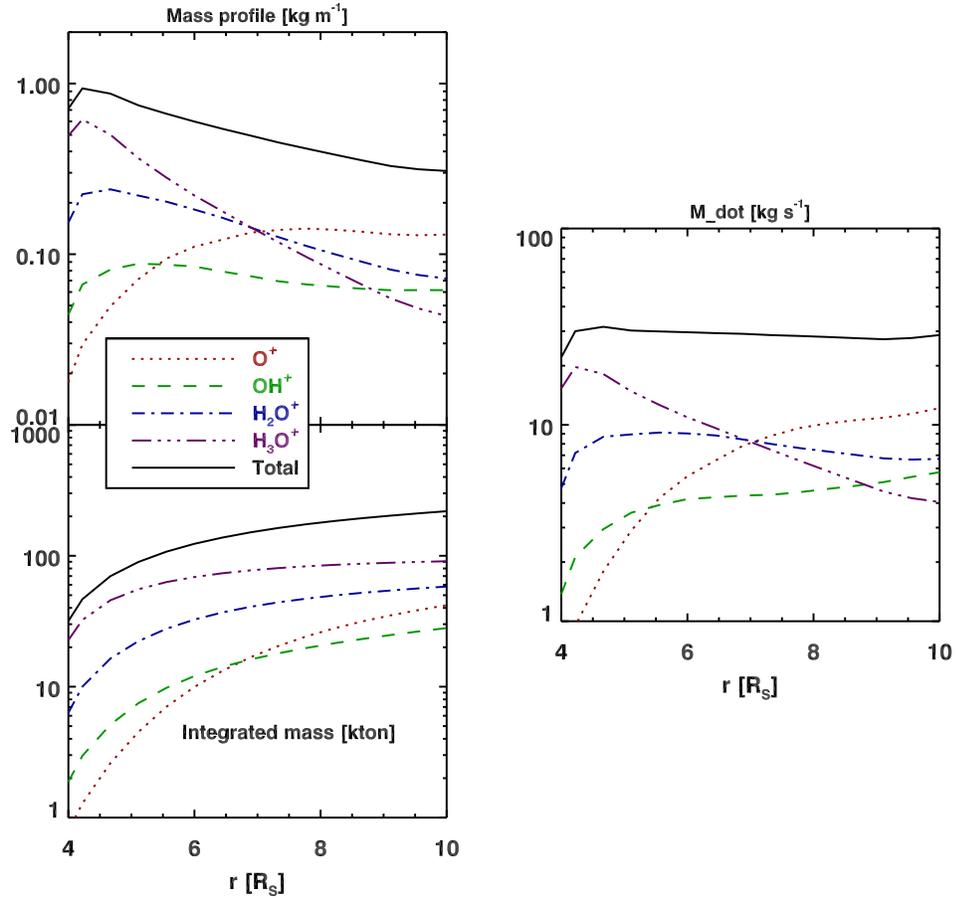 Mass profile [kg m⁻¹]
1.00
0.10
0.01
O⁺
OH⁺
H₂O⁺
H₃O⁺
Total
1000
100
10
1
Integrated mass [kton]
4 6 8 10
r [R_S]
M_dot [kg s⁻¹]
100
10
1
4 6 8 10
r [R_S]